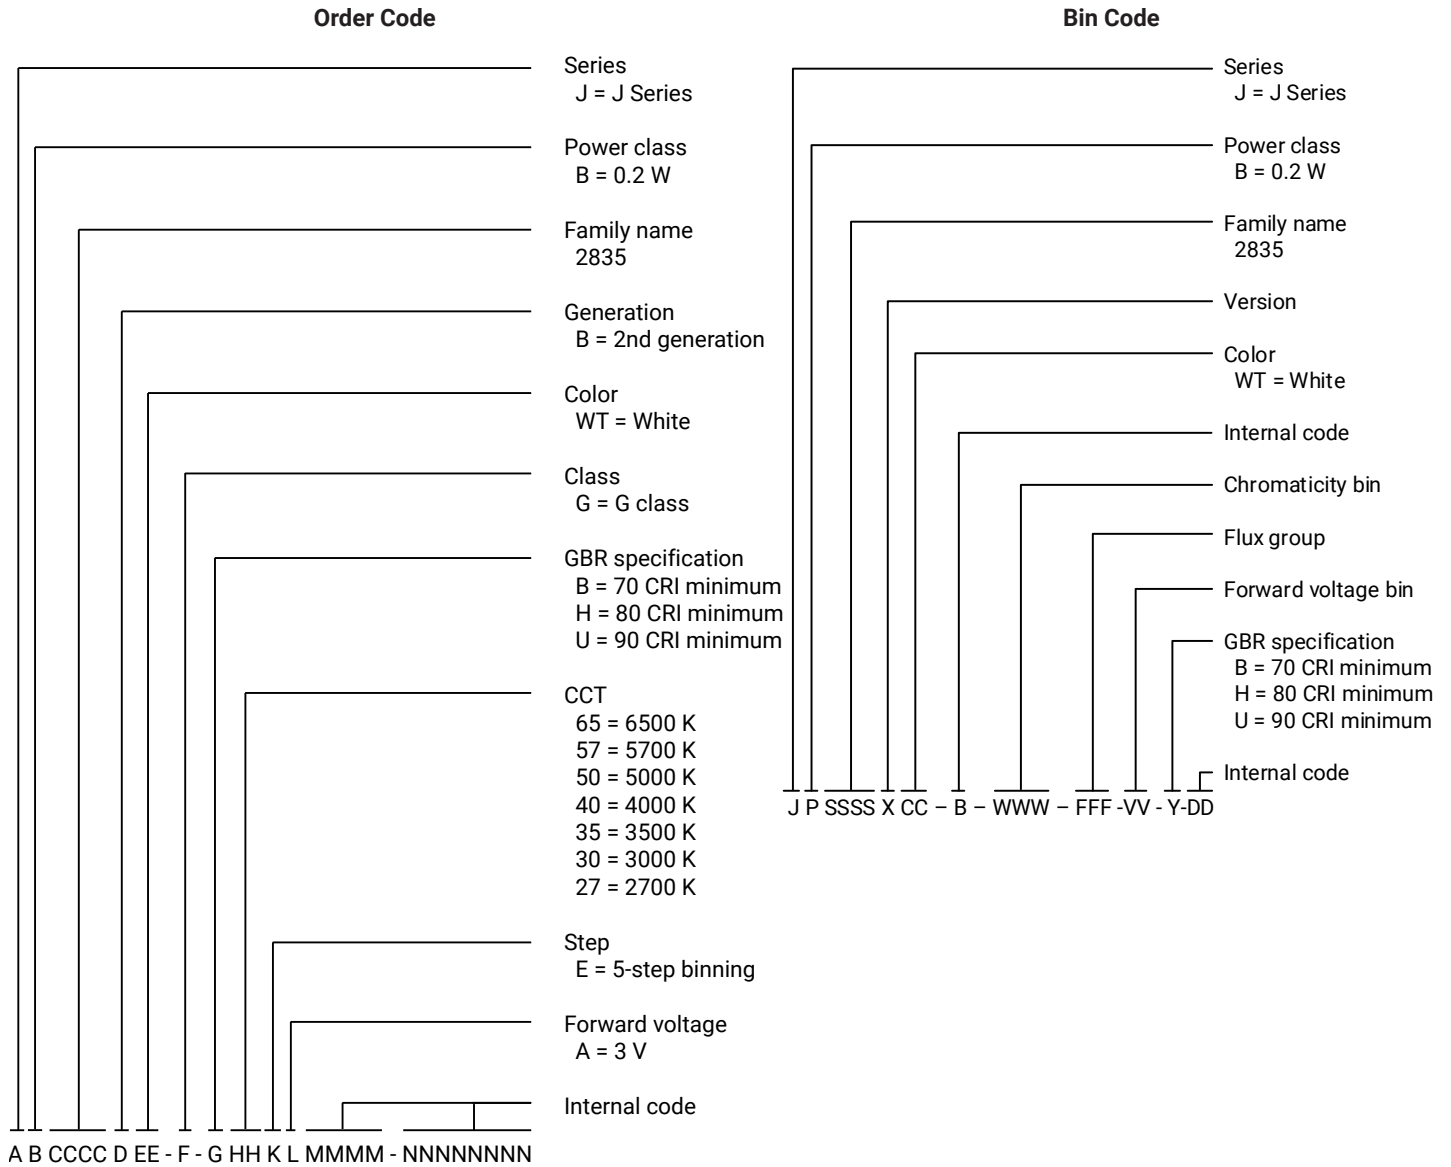 Order Code
Series
J = J Series
Power class
B = 0.2 W
Family name
2835
Generation
B = 2nd generation
Color
WT = White
Class
G = G class
GBR specification
B = 70 CRI minimum
H = 80 CRI minimum
U = 90 CRI minimum
CCT
65 = 6500 K
57 = 5700 K
50 = 5000 K
40 = 4000 K
35 = 3500 K
30 = 3000 K
27 = 2700 K
Step
E = 5-step binning
Forward voltage
A = 3 V
Internal code
A B CCCC D EE - F - G HH K L MMMM - NNNNNNNN
Bin Code
Series
J = J Series
Power class
B = 0.2 W
Family name
2835
Version
Color
WT = White
Internal code
Chromaticity bin
Flux group
Forward voltage bin
GBR specification
B = 70 CRI minimum
H = 80 CRI minimum
U = 90 CRI minimum
Internal code
J P SSSS X CC – B – WWW – FFF -VV - Y-DD